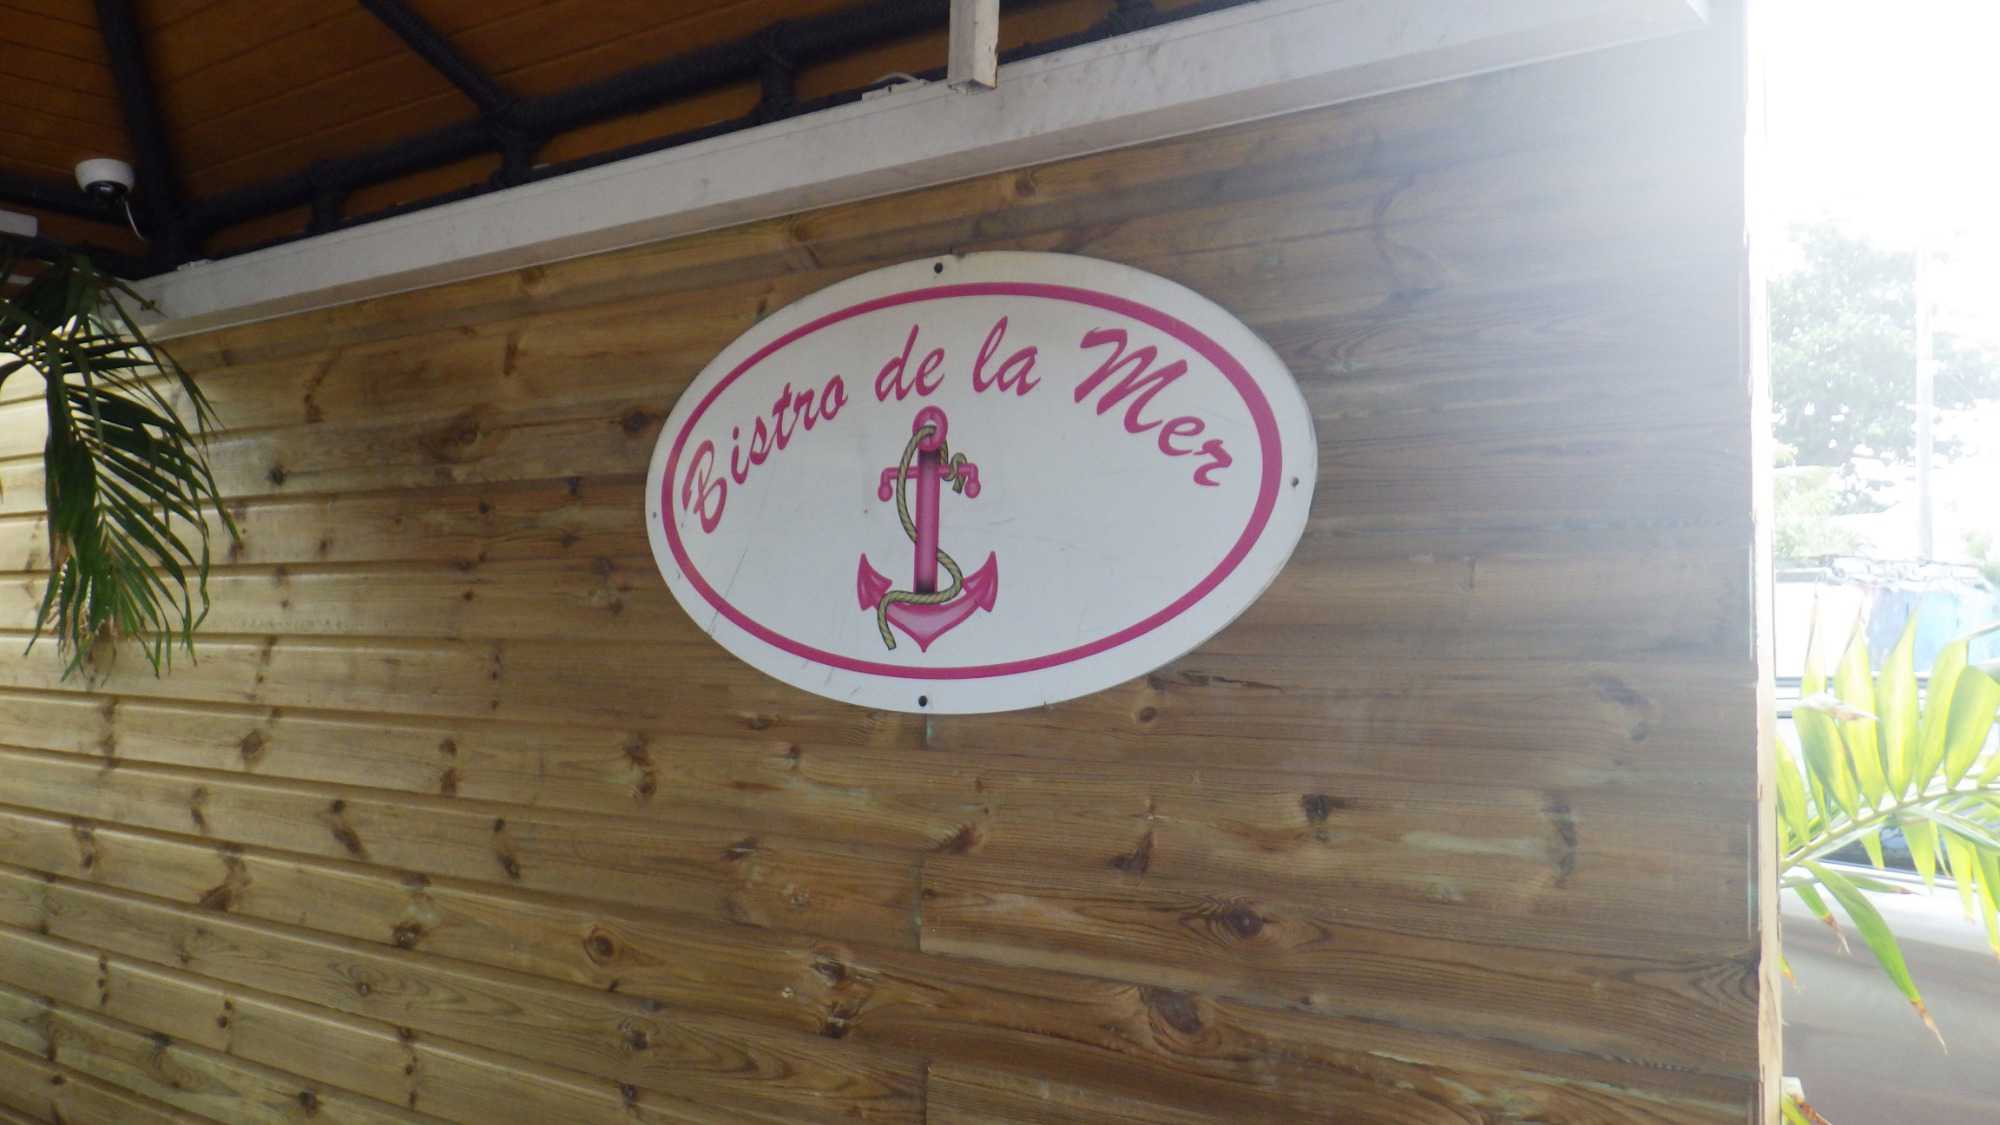 Bistro de la Mer